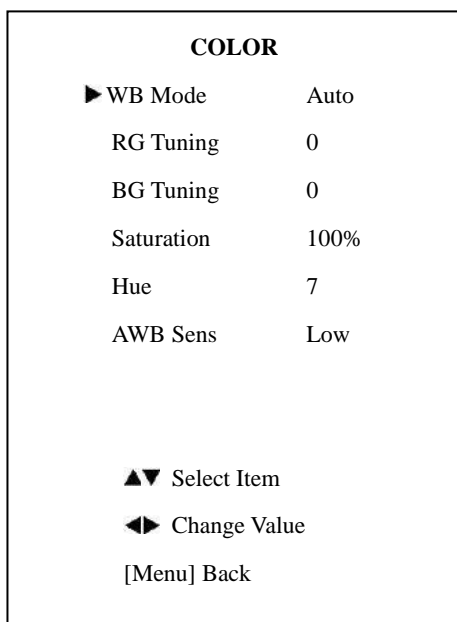 COLOR
▶WB Mode Auto
RG Tuning 0
BG Tuning 0
Saturation 100%
Hue 7
AWB Sens Low
▲▼ Select Item
◀▶ Change Value
[Menu] Back